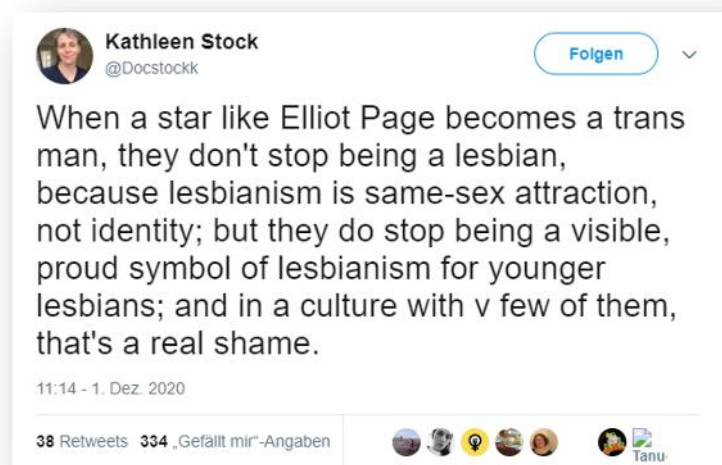 Kathleen Stock
@Docstockk
Folgen
When a star like Elliot Page becomes a trans
man, they don't stop being a lesbian,
because lesbianism is same-sex attraction,
not identity; but they do stop being a visible,
proud symbol of lesbianism for younger
lesbians; and in a culture with v few of them,
that's a real shame.
11:14 - 1. Dez. 2020
38 Retweets 334 „Gefällt mir“-Angaben
Tanu